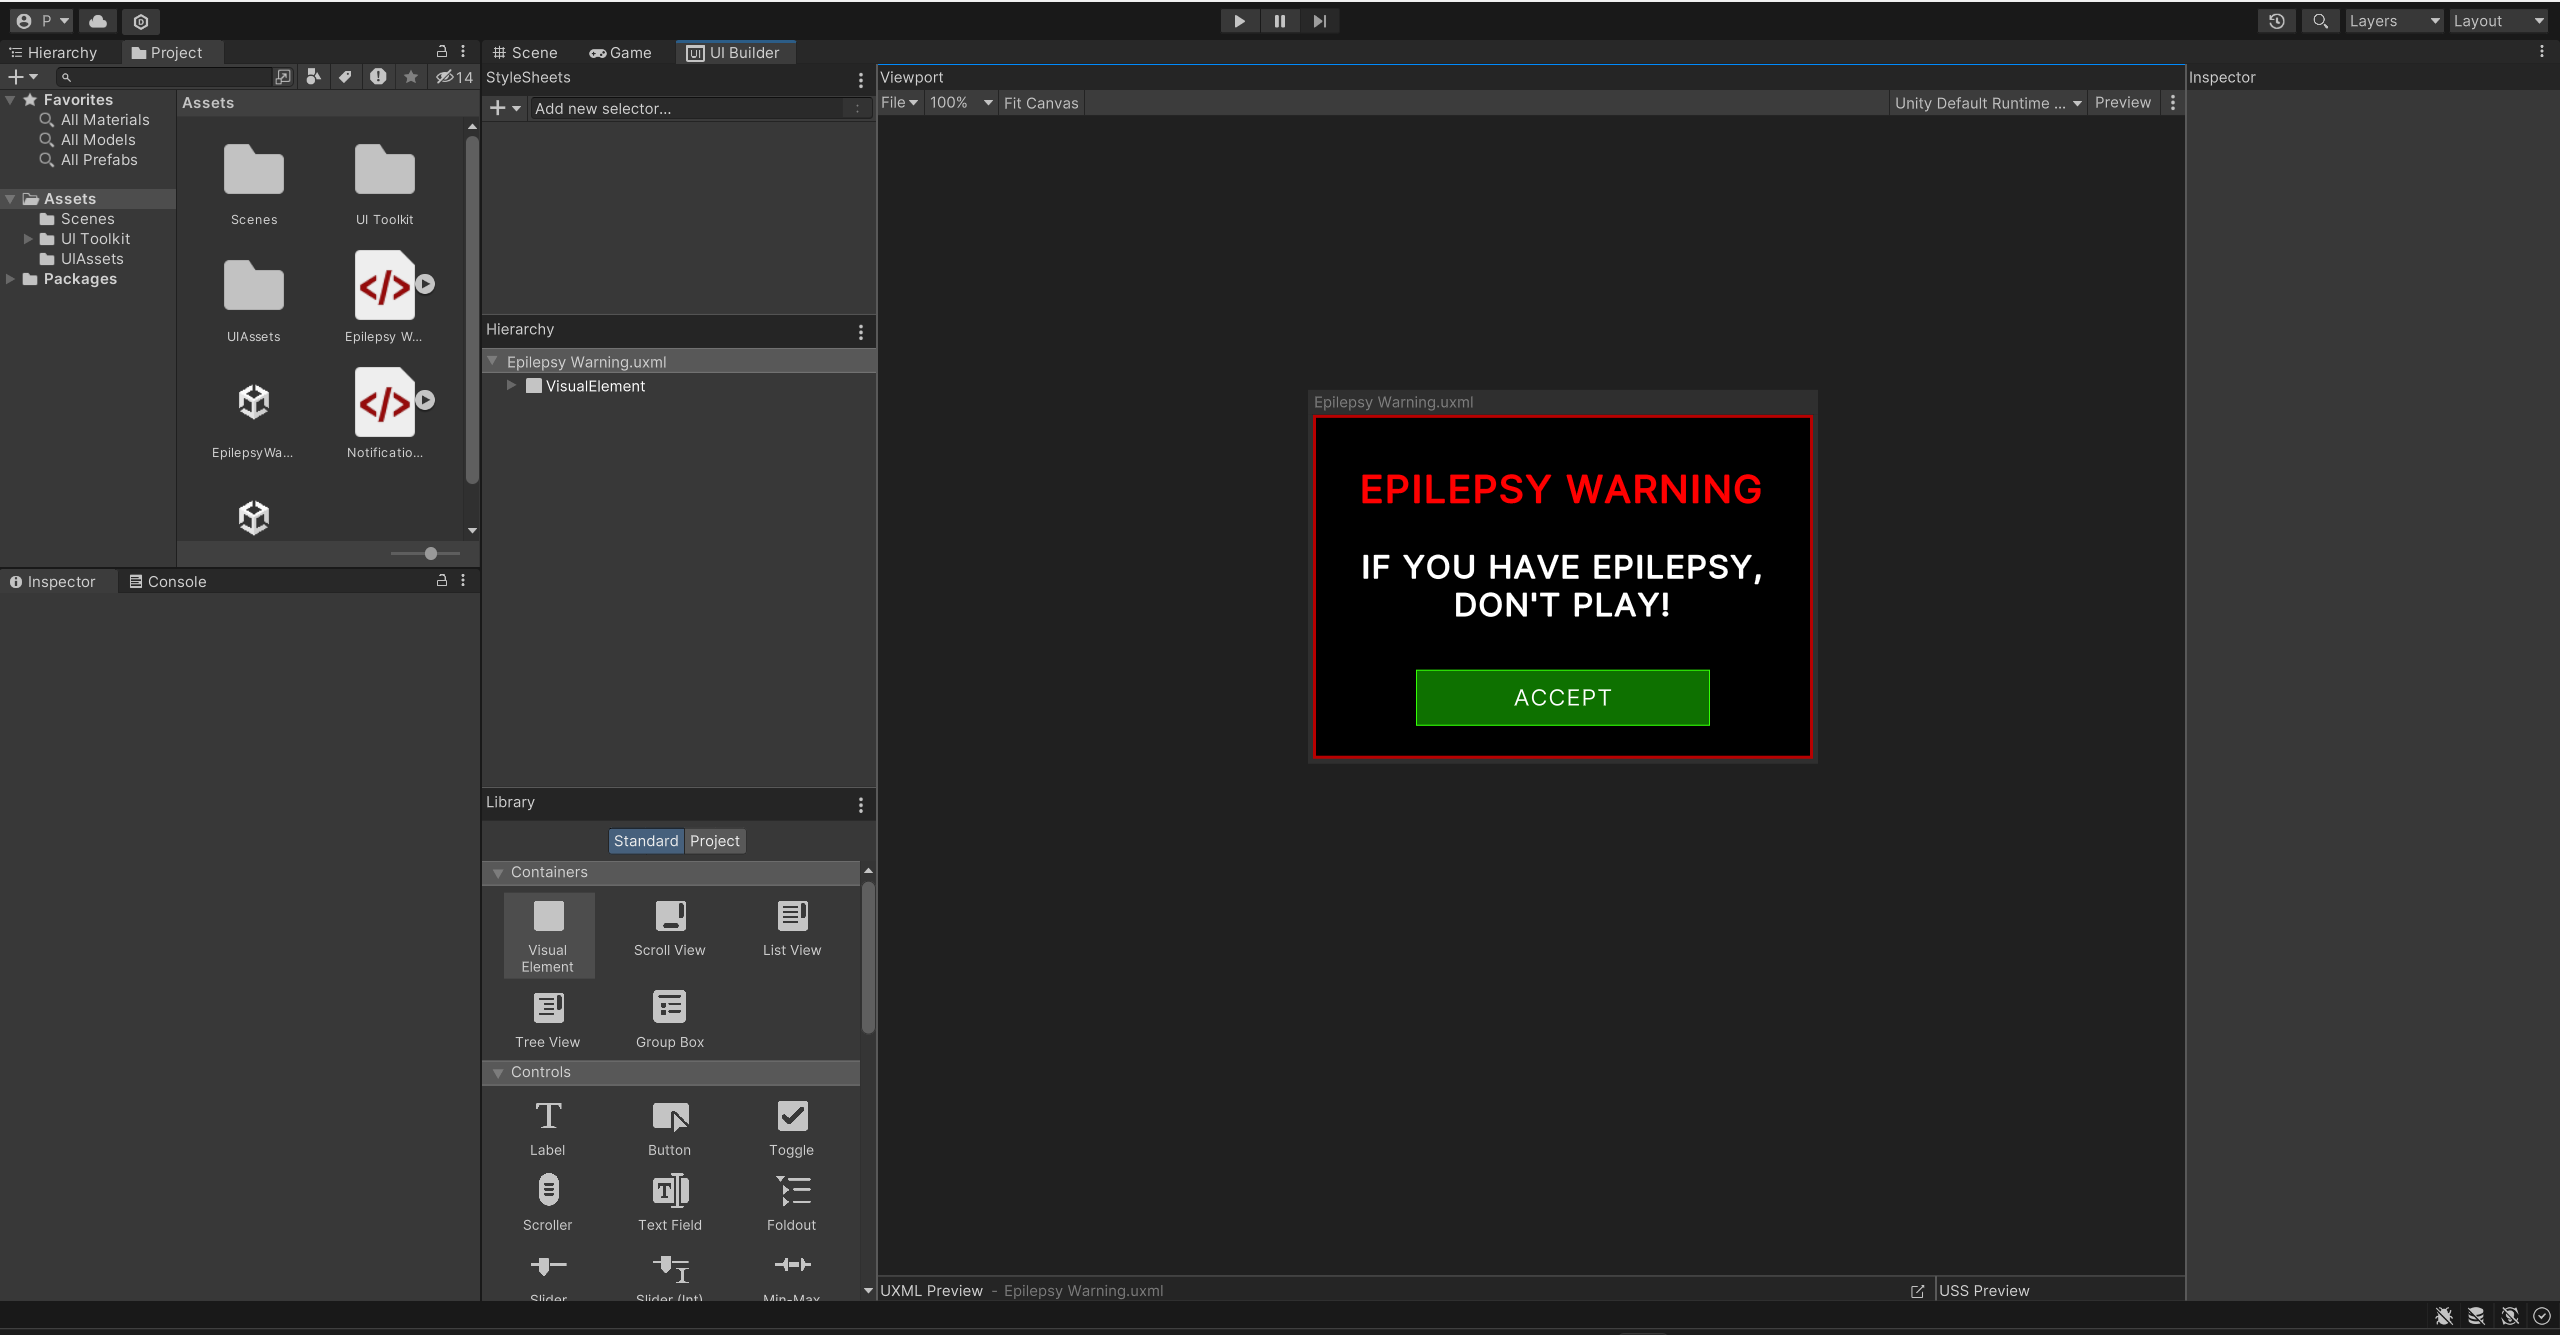 P
Layers
Layout
Hierarchy
Project
14
Favorites
All Materials
All Models
All Prefabs
Assets
Scenes
UI Toolkit
UIAssets
Packages
Assets
Scenes
UI Toolkit
UIAssets
Epilepsy W...
EpilepsyWa...
Notificatio...
Inspector
Console
Scene
Game
UI Builder
StyleSheets
Add new selector...
Hierarchy
Epilepsy Warning.uxml
VisualElement
Library
Standard
Project
Containers
Visual
Element
Scroll View
List View
Tree View
Group Box
Controls
Label
Button
Toggle
Scroller
Text Field
Foldout
Slider
Slider (Int)
Min-Max
Viewport
File
100%
Fit Canvas
Unity Default Runtime ...
Preview
Epilepsy Warning.uxml
EPILEPSY WARNING
IF YOU HAVE EPILEPSY,
DON'T PLAY!
ACCEPT
UXML Preview - Epilepsy Warning.uxml
USS Preview
Inspector